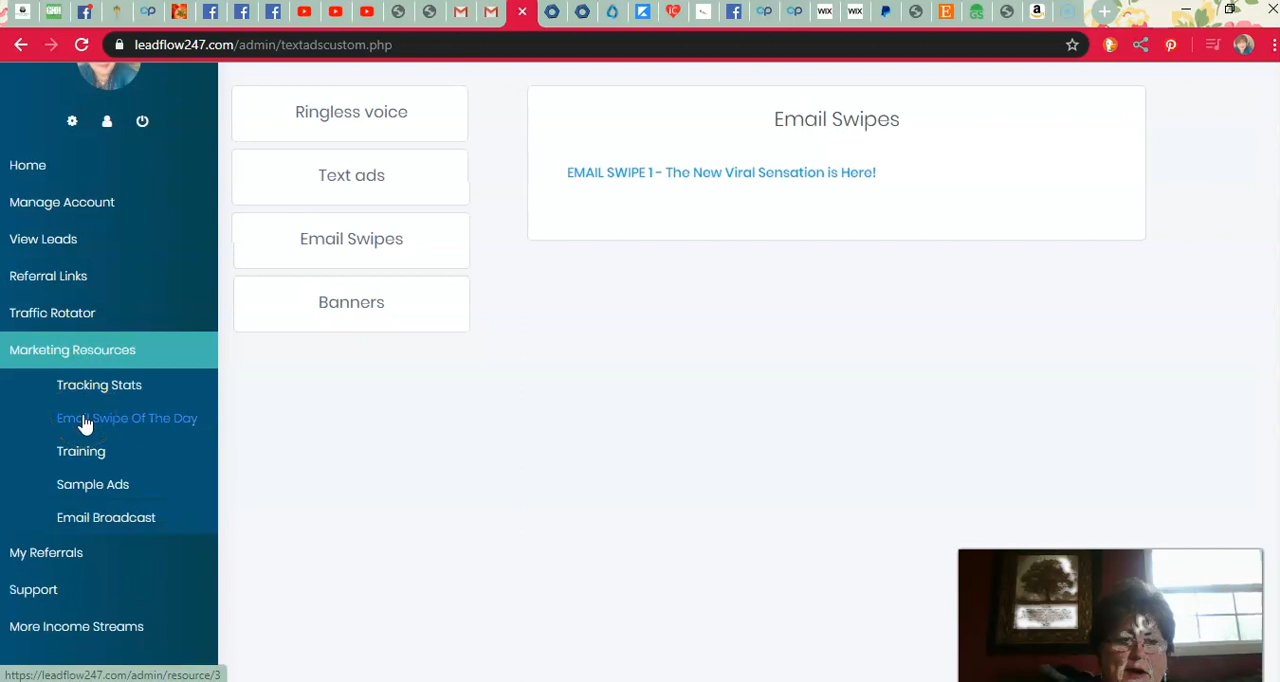 leadflow247.com/admin/textadscustom.php
Home
Manage Account
View Leads
Referral Links
Traffic Rotator
Marketing Resources
Tracking Stats
Email Swipe Of The Day
Training
Sample Ads
Email Broadcast
My Referrals
Support
More Income Streams
https://leadflow247.com/admin/resource/3
Ringless voice
Text ads
Email Swipes
Banners
Email Swipes
EMAIL SWIPE 1 - The New Viral Sensation is Here!